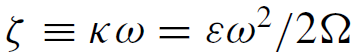 ζ ≡ κω = εω²/2Ω